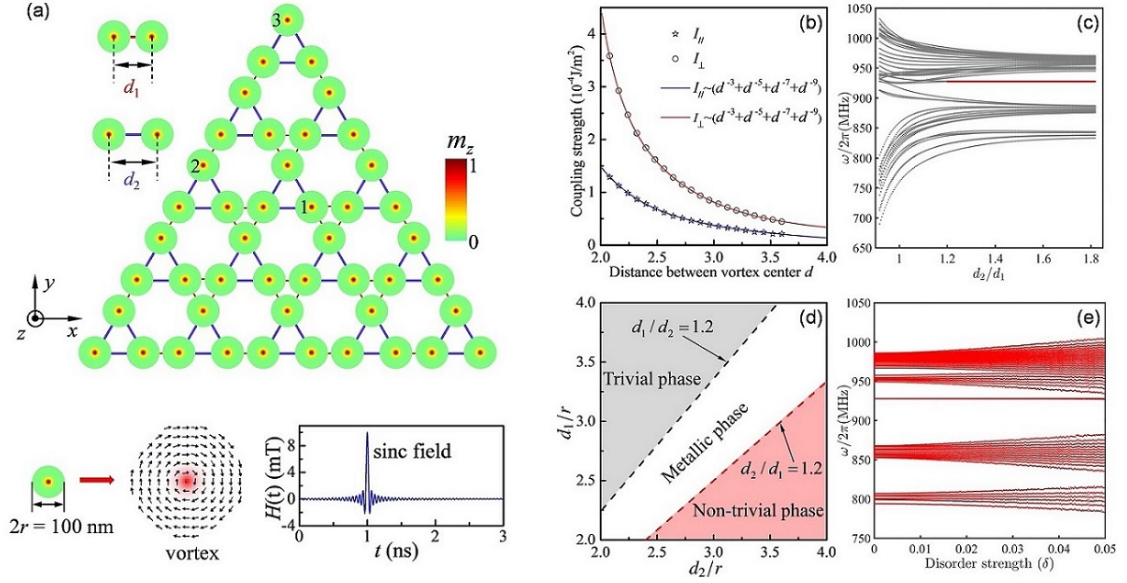 (a)
3
d1
2
d2
mz
1
1
0
y
z
x
2r = 100 nm
vortex
H(t) (mT)
12
8
4
0
-4
sinc field
0
1
2
3
t (ns)
(b)
Coupling strength (10⁻⁴J/m²)
4
3
2
1
0
I//
I⊥
I//~(d⁻³+d⁻⁵+d⁻⁷+d⁻⁹)
I⊥~(d⁻³+d⁻⁵+d⁻⁷+d⁻⁹)
2.0 2.5 3.0 3.5 4.0
Distance between vortex center d
(c)
ω/2π(MHz)
1050
1000
950
900
850
800
750
700
650
1 1.2 1.4 1.6 1.8
d2/d1
(d)
d1/r
4.0
3.5
3.0
2.5
2.0
d1/d2=1.2
Trivial phase
Metallic phase
d2/d1=1.2
Non-trivial phase
2.0 2.5 3.0 3.5 4.0
d2/r
(e)
ω/2π(MHz)
1050
1000
950
900
850
800
750
0 0.01 0.02 0.03 0.04 0.05
Disorder strength (δ)